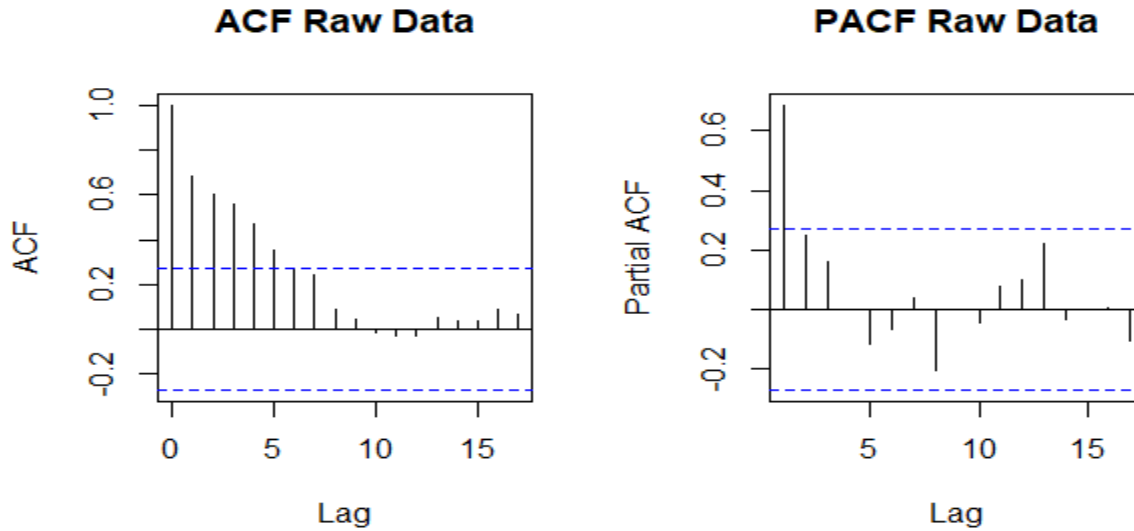 ACF Raw Data
ACF
1.0
0.6
0.2
-0.2
0 5 10 15
Lag
PACF Raw Data
Partial ACF
0.6
0.4
0.2
-0.2
5 10 15
Lag